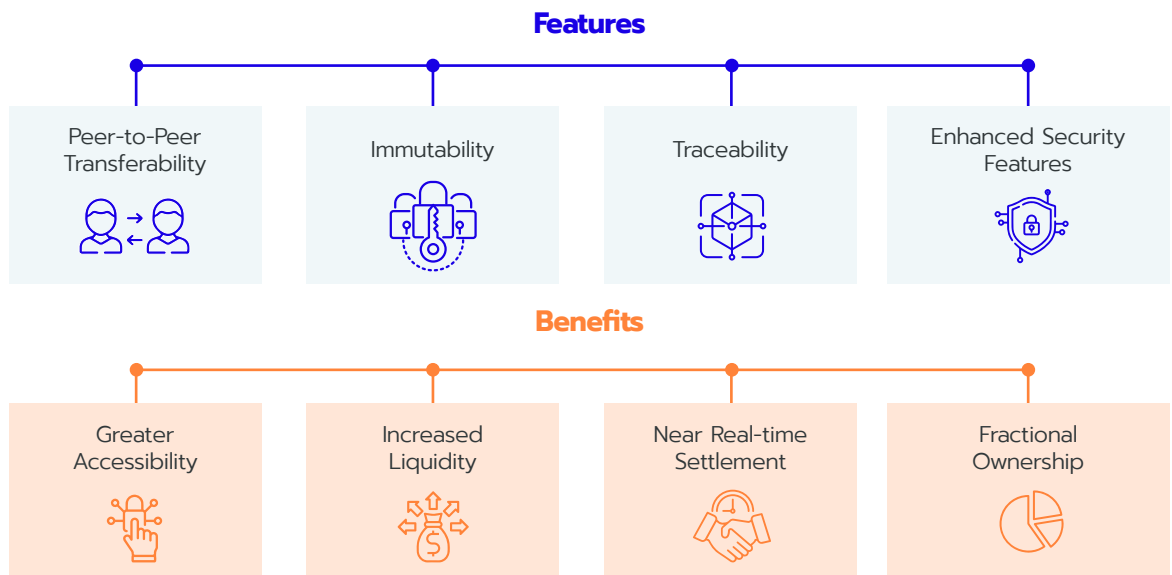 Features
Peer-to-Peer
Transferability
Immutability
Traceability
Enhanced Security
Features
Benefits
Greater
Accessibility
Increased
Liquidity
$
Near Real-time
Settlement
Fractional
Ownership